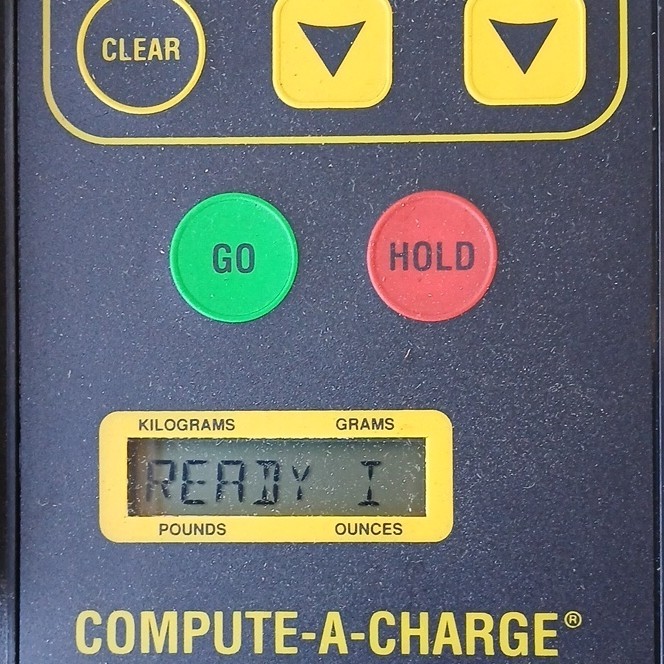 CLEAR
GO HOLD
KILOGRAMS GRAMS
READY I
POUNDS OUNCES
COMPUTE-A-CHARGE®